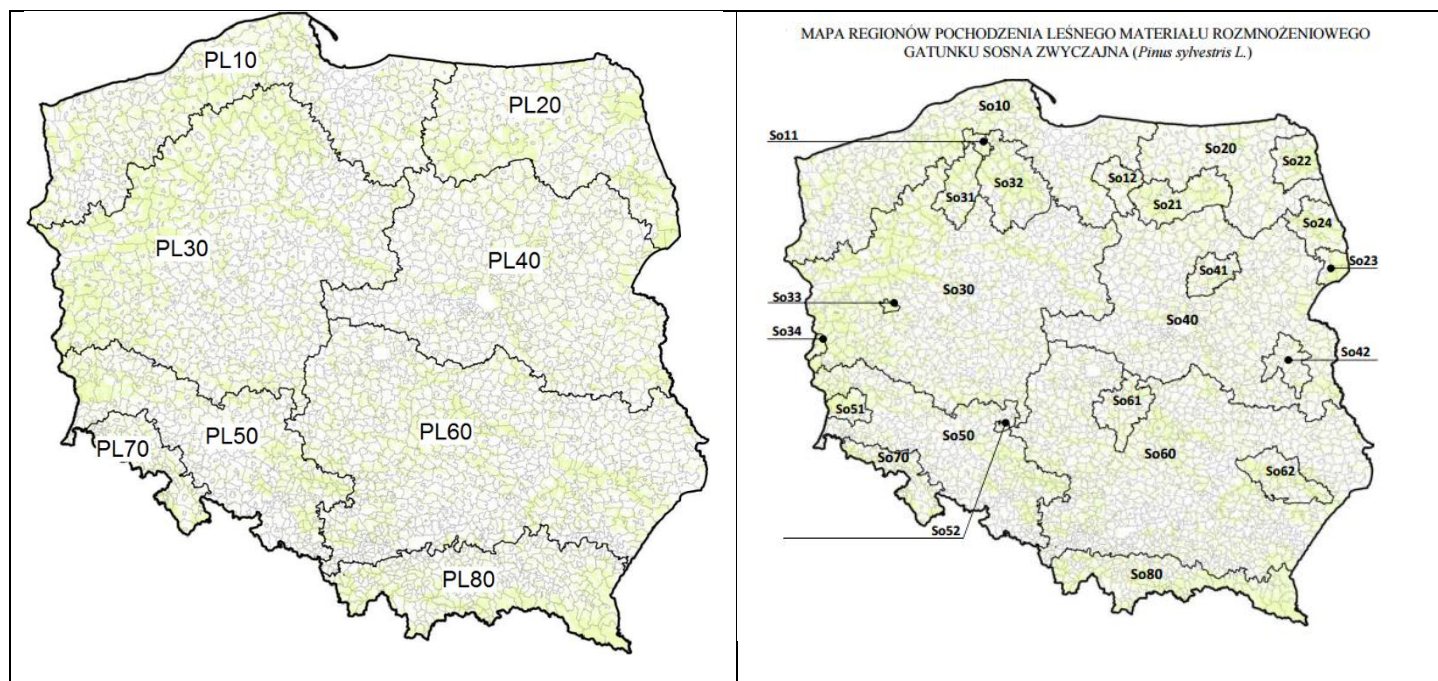 PL10
PL20
PL30
PL40
PL50
PL60
PL70
PL80
MAPA REGIONÓW POCHODZENIA LEŚNEGO MATERIAŁU ROZMNOŻENIOWEGO
GATUNKU SOSNA ZWYCZAJNA (Pinus sylvestris L.)
So10
So11
So20
So22
So12
So32
So31
So21
So24
So23
So41
So30
So33
So40
So34
So42
So61
So51
So50
So60
So70
So62
So52
So80